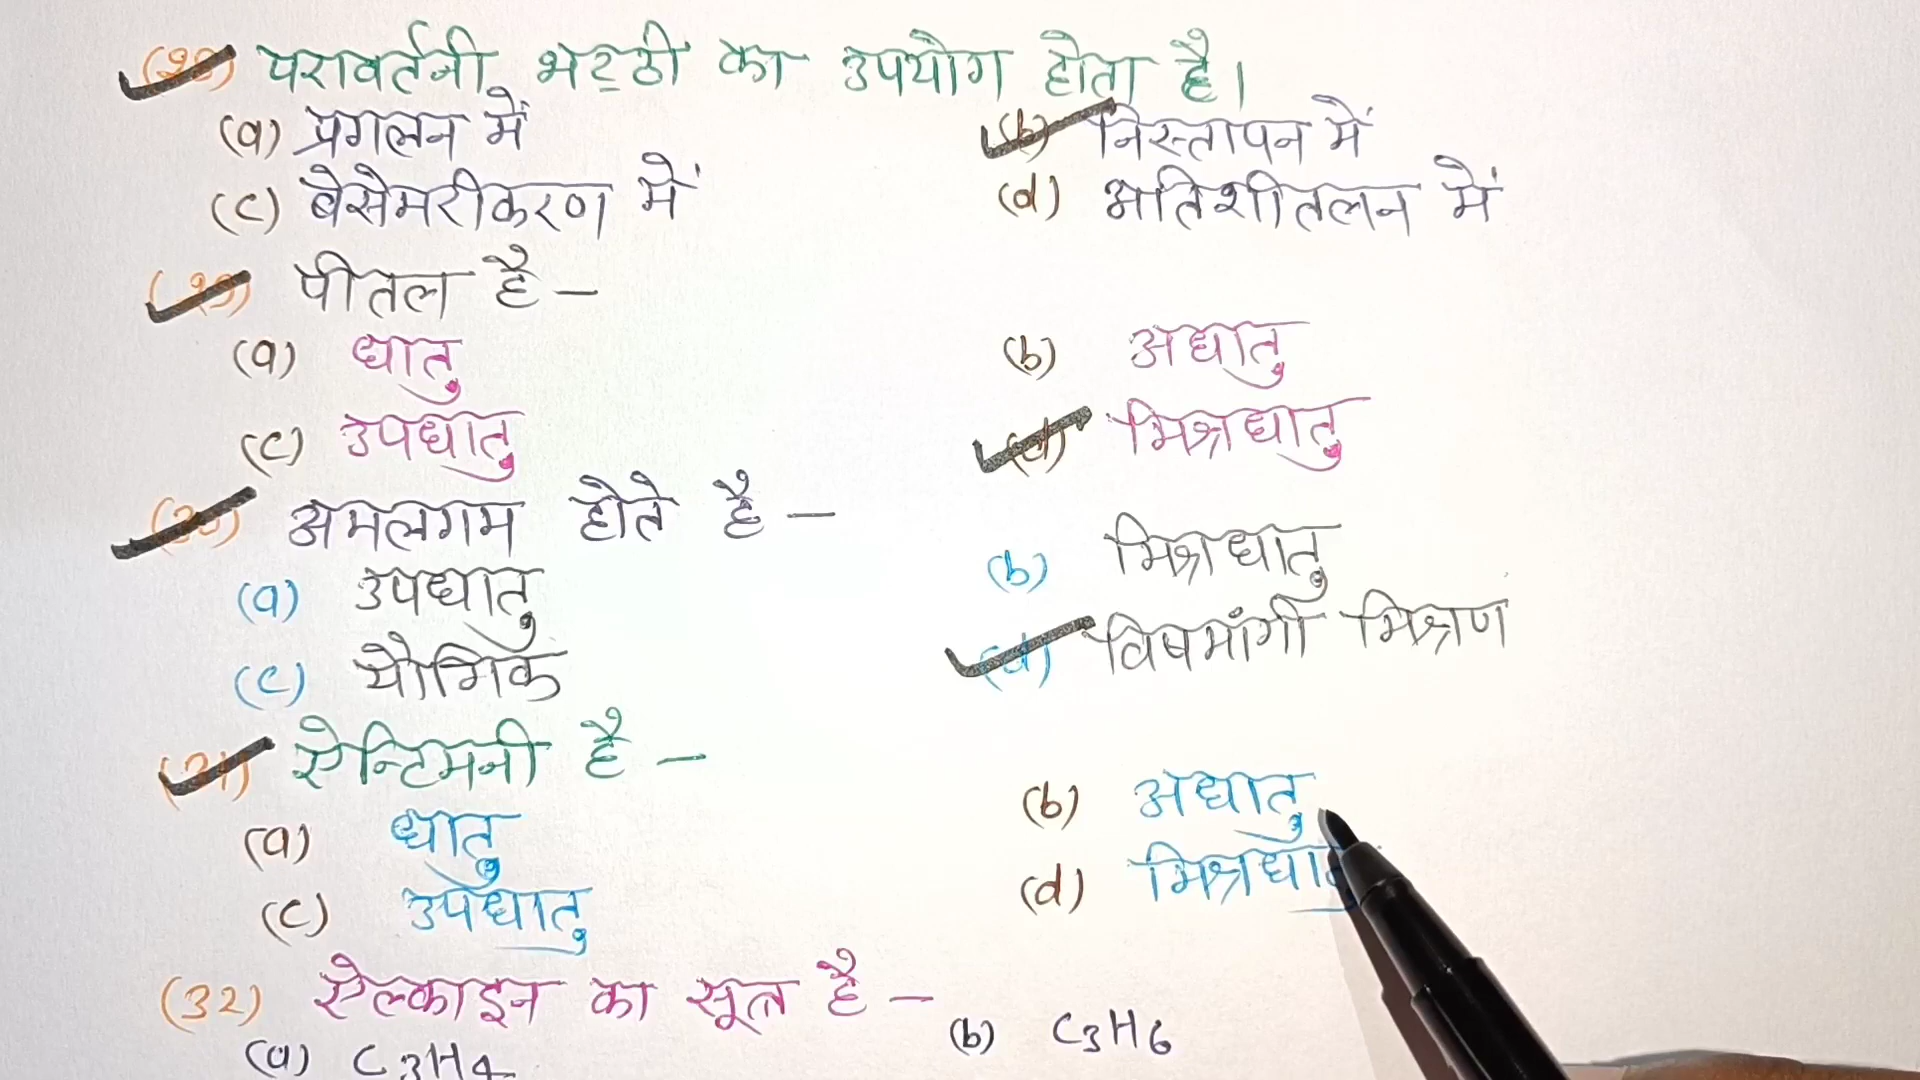 परावर्तनी भट्ठी का उपयोग होता है।
(a) प्रगलन में (b) निस्तापन में
(c) बेसेमरीकरण में (d) अतिशीतलन में
पीतल है –
(a) धातु (b) अधातु
(c) उपधातु (d) मिश्रधातु
(30) अमलगम होते है –
(a) उपधातु (b) मिश्रधातु
(c) यौगिक (d) विषमांगी मिश्रण
(31) ऐन्टिमनी है –
(a) धातु (b) अधातु
(c) उपधातु (d) मिश्रधातु
(32) ऐल्काइन का सूत्र है –
(a) C3H4 (b) C3H6